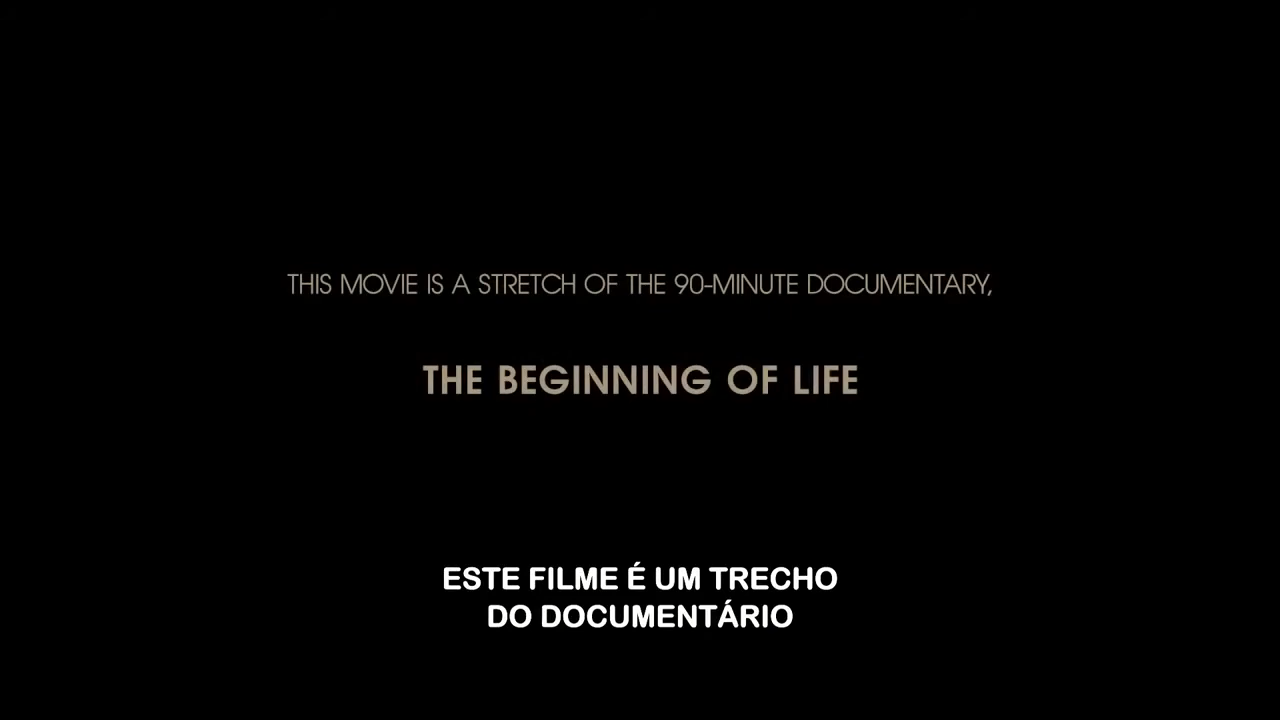 THIS MOVIE IS A STRETCH OF THE 90-MINUTE DOCUMENTARY,
THE BEGINNING OF LIFE
ESTE FILME É UM TRECHO
DO DOCUMENTÁRIO